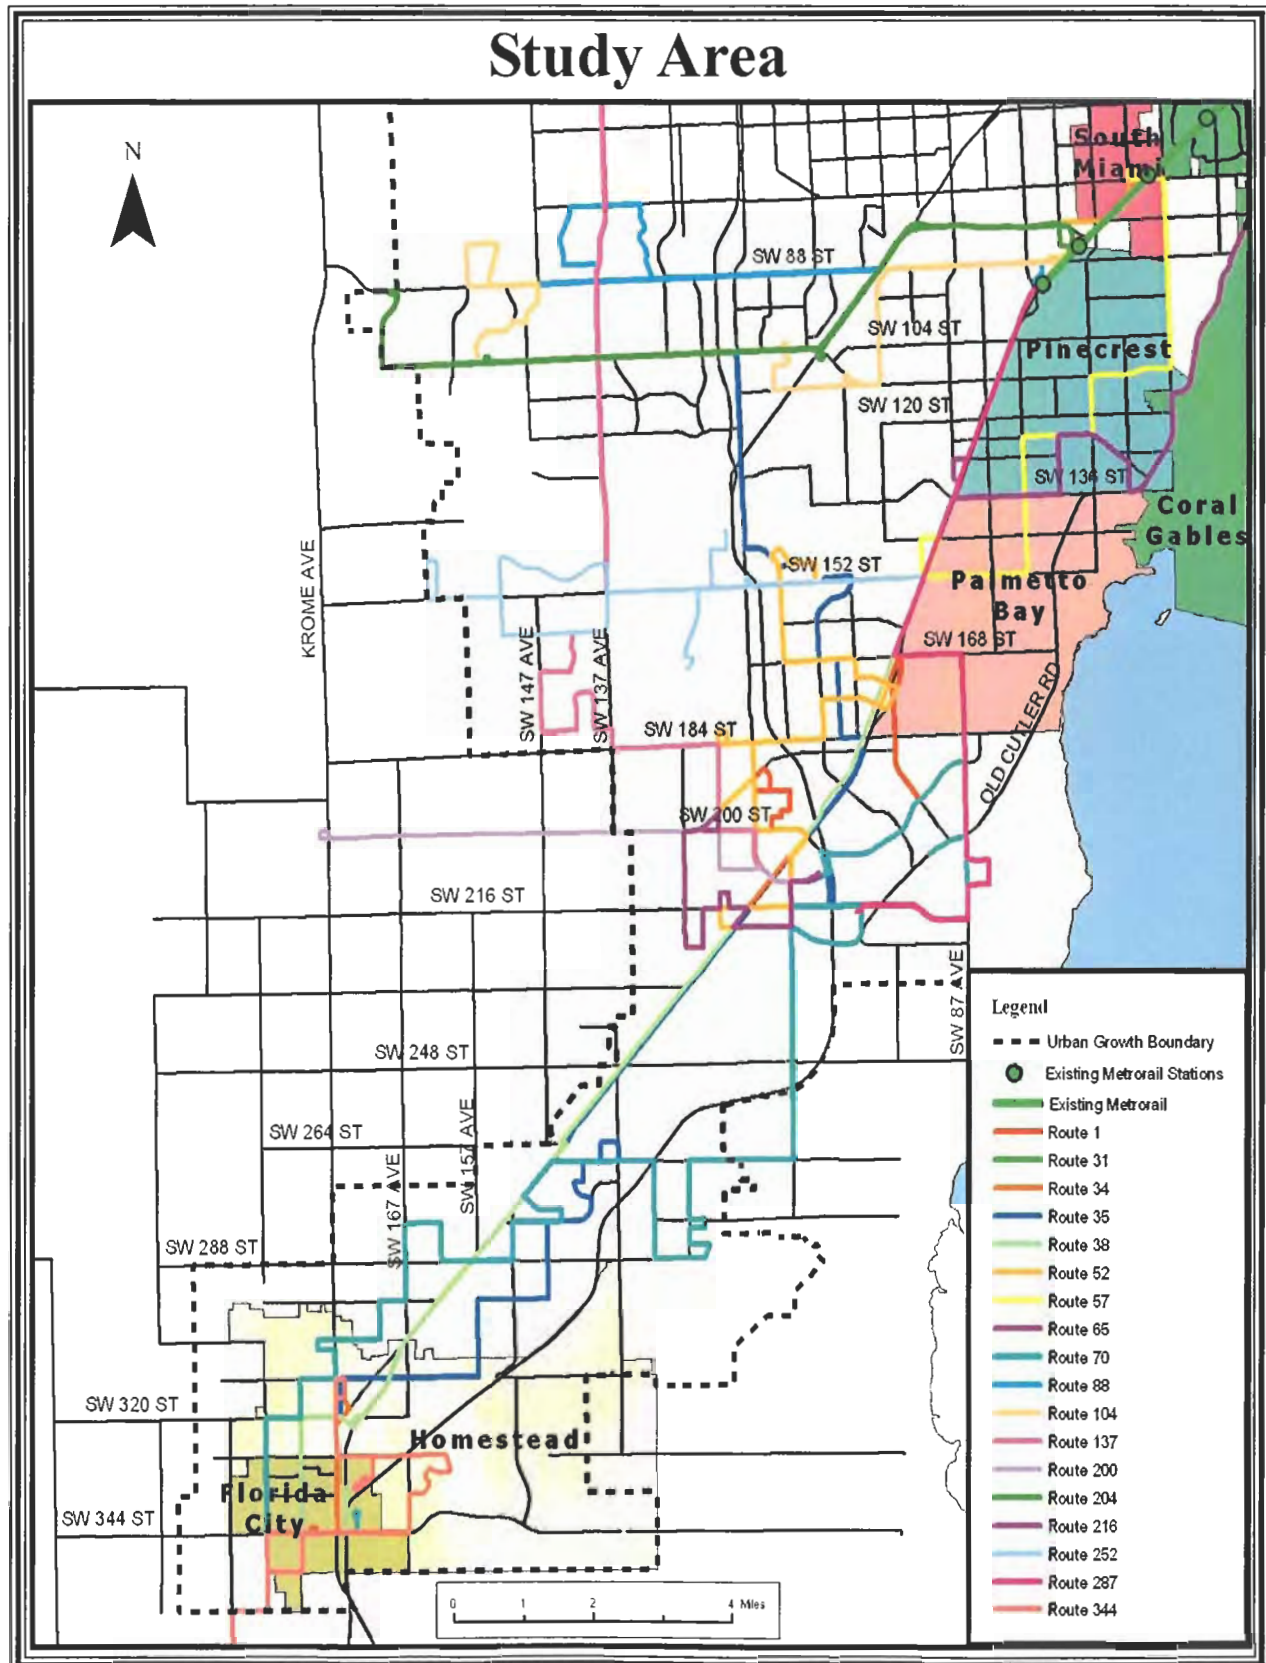 Study Area
N
South
Miami
SW 88 ST
SW 104 ST
Pinecrest
SW 120 ST
SW 136 ST
Coral
Gables
KROME AVE
SW 152 ST
Palmetto
Bay
SW 168 ST
SW 147 AVE
SW 137 AVE
SW 184 ST
OLD CUTLER RD
SW 200 ST
SW 216 ST
SW 87 AVE
SW 248 ST
SW 264 ST
SW 157 AVE
SW 167 AVE
SW 288 ST
SW 320 ST
Homestead
Florida
City
SW 344 ST
0 1 2 4 Miles
Legend
Urban Growth Boundary
Existing Metrorail Stations
Existing Metrorail
Route 1
Route 31
Route 34
Route 35
Route 38
Route 52
Route 57
Route 65
Route 70
Route 88
Route 104
Route 137
Route 200
Route 204
Route 216
Route 252
Route 287
Route 344